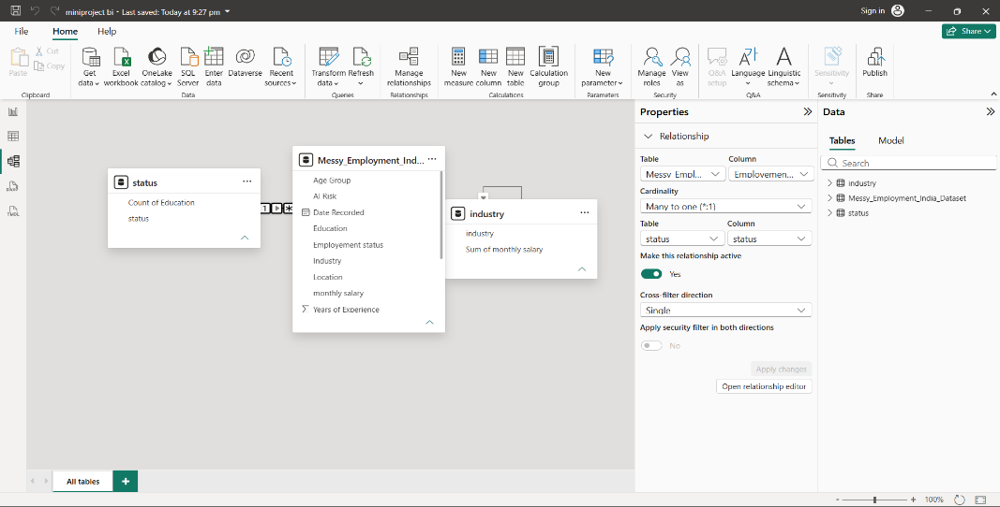 miniproject bi • Last saved: Today at 9:27 pm
Sign in
File
Home
Help
Share
Paste
Cut
Copy
Clipboard
Get data
Excel workbook
OneLake catalog
SQL Server
Enter data
Dataverse
Recent sources
Data
Transform data
Refresh
Queries
Manage relationships
Relationships
New measure
New column
New table
Calculation group
Calculations
New parameter
Parameters
Manage roles
View as
Security
Q&A setup
Language
Linguistic schema
Q&A
Sensitivity
Sensitivity
Publish
Share
DAX
TMDL
status
Count of Education
status
1
*
Messy_Employment_Ind...
Age Group
AI Risk
Date Recorded
Education
Employement status
Industry
Location
monthly salary
Years of Experience
industry
industry
Sum of monthly salary
Properties
Relationship
Table
Column
Messy_Empl...
Employemen...
Cardinality
Many to one (*:1)
Table
Column
status
status
Make this relationship active
Yes
Cross-filter direction
Single
Apply security filter in both directions
No
Apply changes
Open relationship editor
Data
Tables
Model
Search
industry
Messy_Employment_India_Dataset
status
All tables
+
-
+
100%